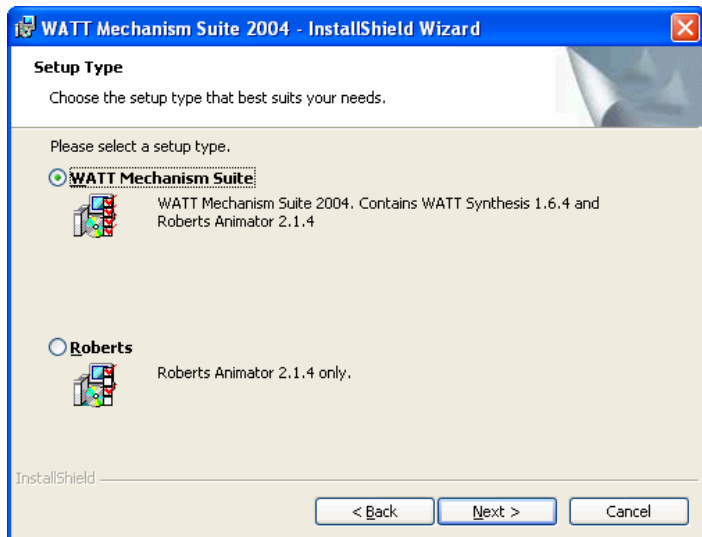 WATT Mechanism Suite 2004 - InstallShield Wizard
Setup Type
Choose the setup type that best suits your needs.
Please select a setup type.
WATT Mechanism Suite
WATT Mechanism Suite 2004. Contains WATT Synthesis 1.6.4 and
Roberts Animator 2.1.4
Roberts
Roberts Animator 2.1.4 only.
InstallShield
< Back Next > Cancel